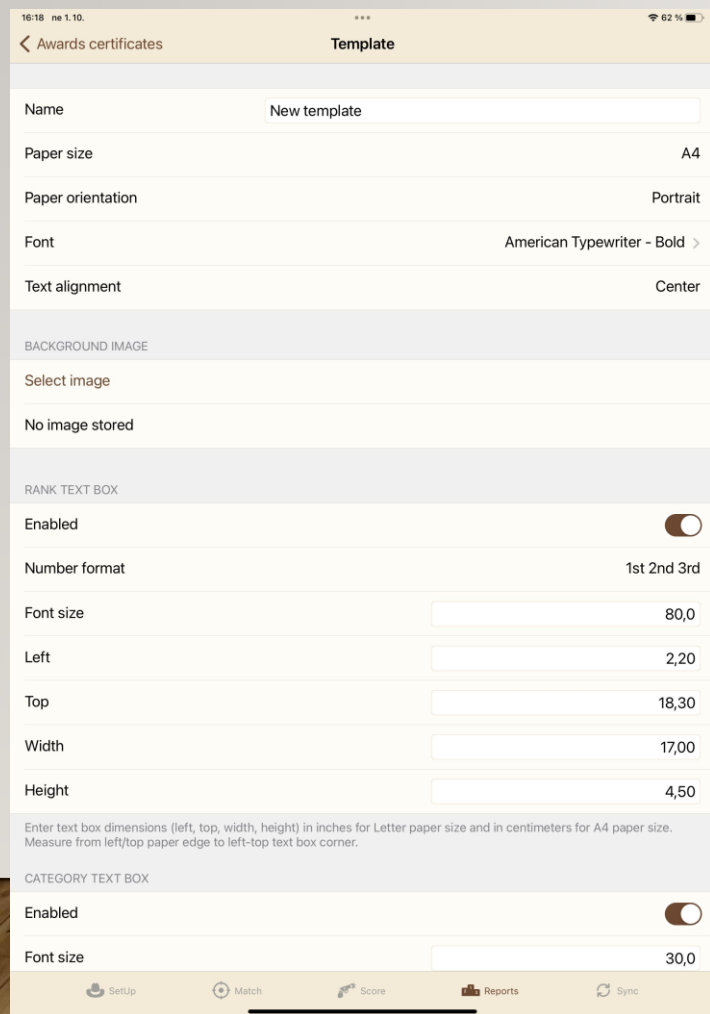 16:18 ne 1. 10.
62 %
Awards certificates
Template
Name
New template
Paper size
A4
Paper orientation
Portrait
Font
American Typewriter - Bold
Text alignment
Center
BACKGROUND IMAGE
Select image
No image stored
RANK TEXT BOX
Enabled
Number format
1st 2nd 3rd
Font size
80,0
Left
2,20
Top
18,30
Width
17,00
Height
4,50
Enter text box dimensions (left, top, width, height) in inches for Letter paper size and in centimeters for A4 paper size.
Measure from left/top paper edge to left-top text box corner.
CATEGORY TEXT BOX
Enabled
Font size
30,0
SetUp
Match
Score
Reports
Sync